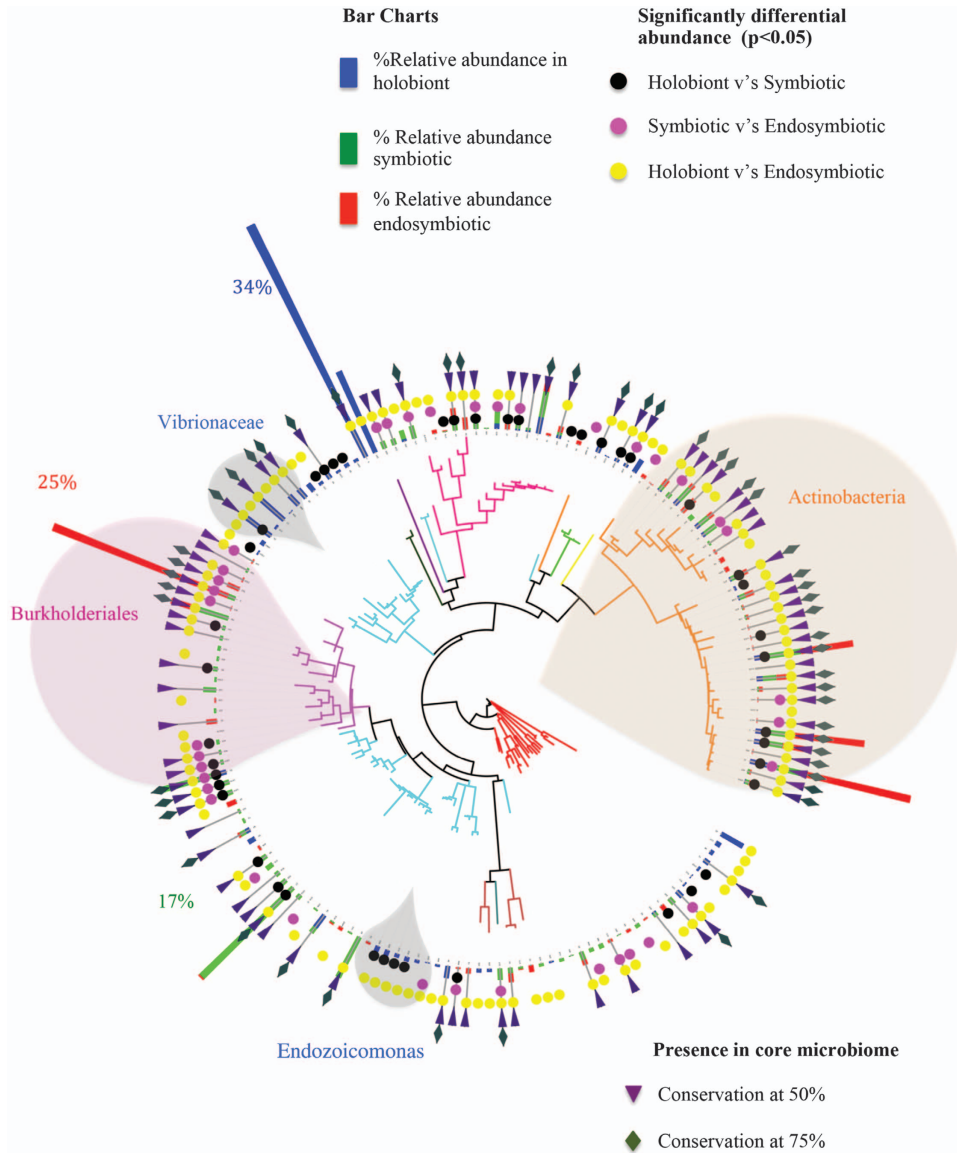 Bar Charts
%Relative abundance in
holobiont
% Relative abundance
symbiotic
% Relative abundance
endosymbiotic
Significantly differential
abundance (p<0.05)
Holobiont v's Symbiotic
Symbiotic v's Endosymbiotic
Holobiont v's Endosymbiotic
34%
Vibrionaceae
25%
Actinobacteria
Burkholderiales
17%
Endozoicomonas
Presence in core microbiome
Conservation at 50%
Conservation at 75%